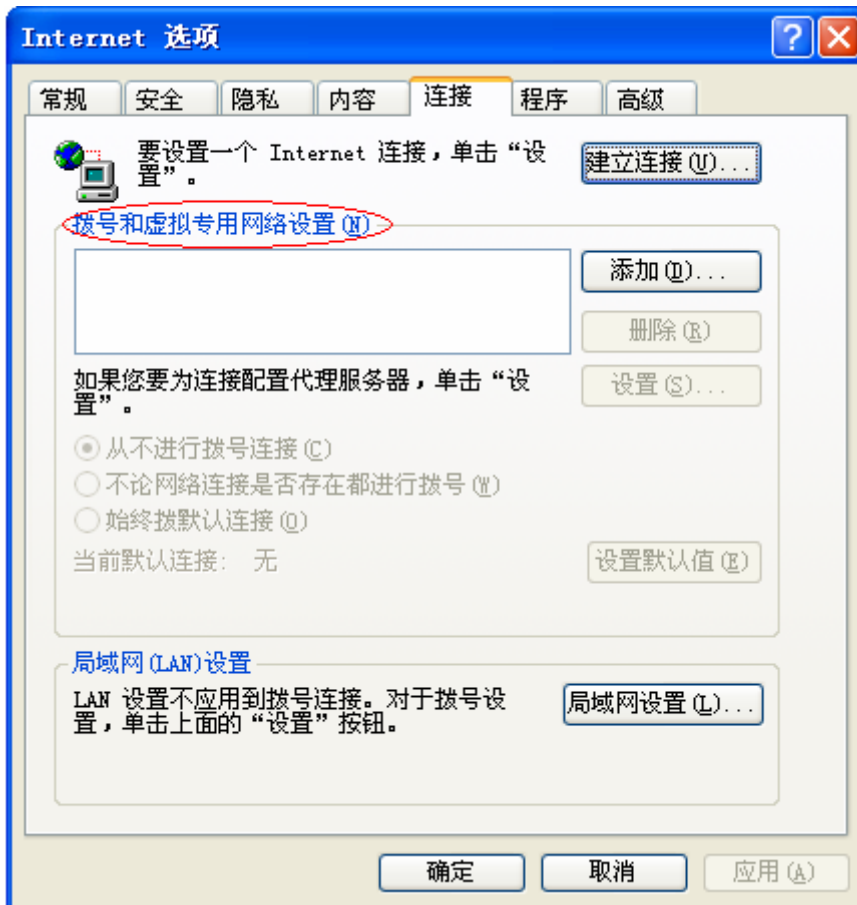 Internet 选项
常规 安全 隐私 内容 连接 程序 高级
要设置一个 Internet 连接，单击“设
置”。
建立连接(U)...
拨号和虚拟专用网络设置(N)
添加(D)...
删除(R)
如果您要为连接配置代理服务器，单击“设
置”。
设置(S)...
从不进行拨号连接(C)
不论网络连接是否存在都进行拨号(W)
始终拨默认连接(O)
当前默认连接: 无
设置默认值(E)
局域网(LAN)设置
LAN 设置不应用到拨号连接。对于拨号设
置，单击上面的“设置”按钮。
局域网设置(L)...
确定 取消 应用(A)